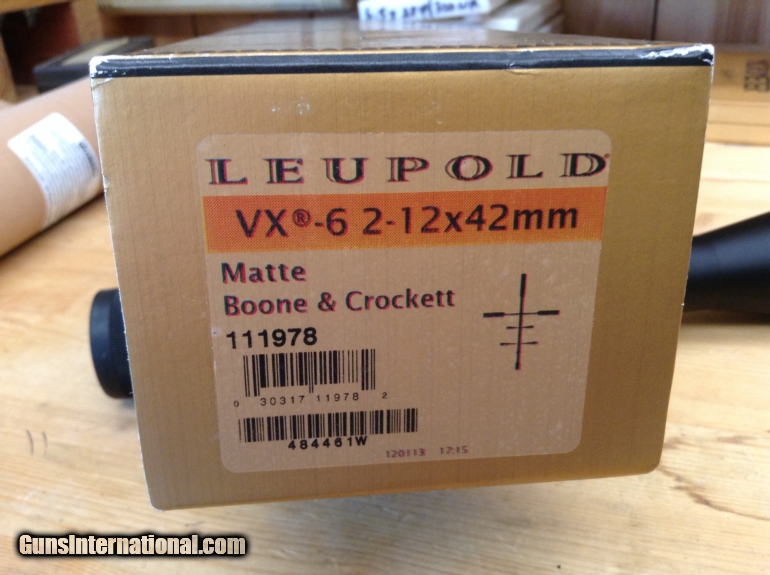 LEUPOLD
VX®-6 2-12x42mm
Matte
Boone & Crockett
111978
0 30317 11978 2
484461W
120113 17:15
GunsInternational.com